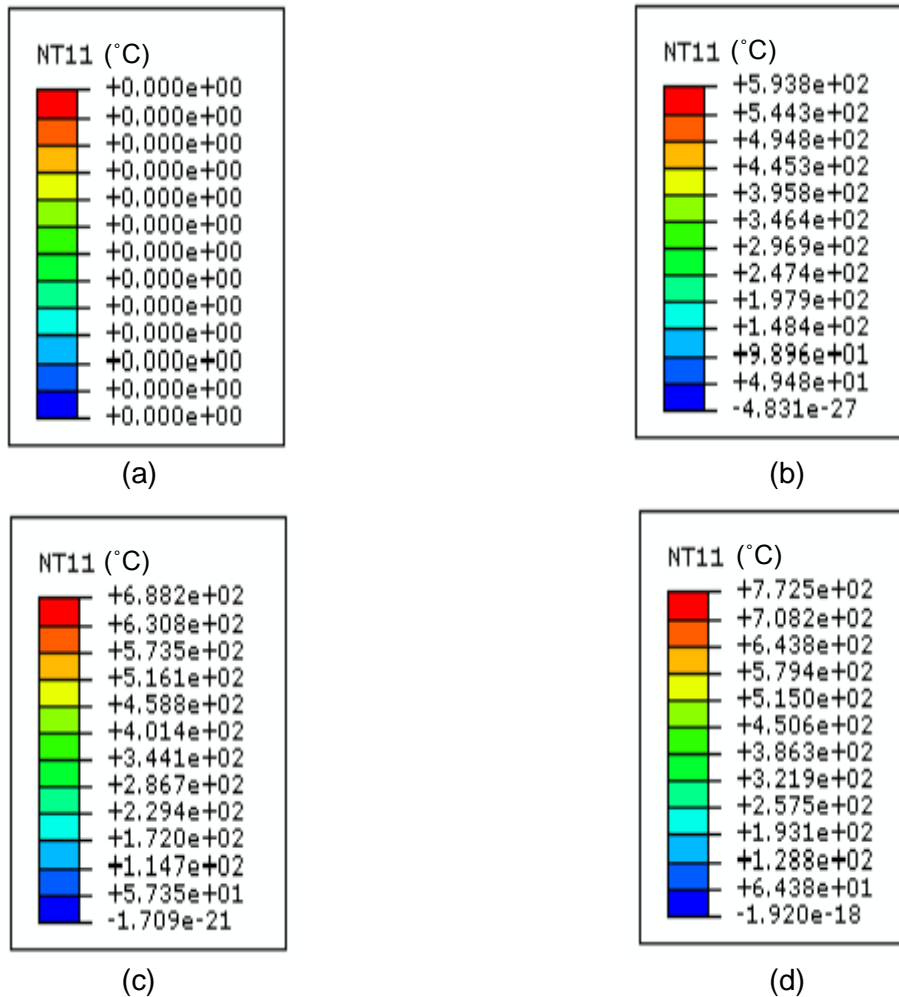 NT11 (˚C)
+0.000e+00
+0.000e+00
+0.000e+00
+0.000e+00
+0.000e+00
+0.000e+00
+0.000e+00
+0.000e+00
+0.000e+00
+0.000e+00
+0.000e+00
+0.000e+00
+0.000e+00
(a)
NT11 (˚C)
+5.938e+02
+5.443e+02
+4.948e+02
+4.453e+02
+3.958e+02
+3.464e+02
+2.969e+02
+2.474e+02
+1.979e+02
+1.484e+02
+9.896e+01
+4.948e+01
-4.831e-27
(b)
NT11 (˚C)
+6.882e+02
+6.308e+02
+5.735e+02
+5.161e+02
+4.588e+02
+4.014e+02
+3.441e+02
+2.867e+02
+2.294e+02
+1.720e+02
+1.147e+02
+5.735e+01
-1.709e-21
(c)
NT11 (˚C)
+7.725e+02
+7.082e+02
+6.438e+02
+5.794e+02
+5.150e+02
+4.506e+02
+3.863e+02
+3.219e+02
+2.575e+02
+1.931e+02
+1.288e+02
+6.438e+01
-1.920e-18
(d)